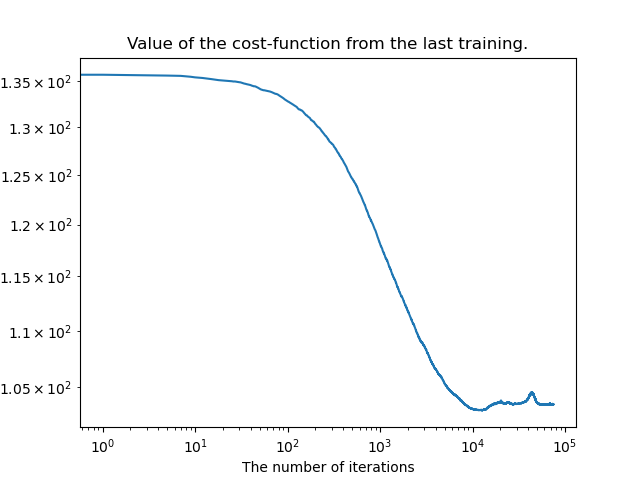 Value of the cost-function from the last training.
1.35 × 10²
1.3 × 10²
1.25 × 10²
1.2 × 10²
1.15 × 10²
1.1 × 10²
1.05 × 10²
10⁰ 10¹ 10² 10³ 10⁴ 10⁵
The number of iterations